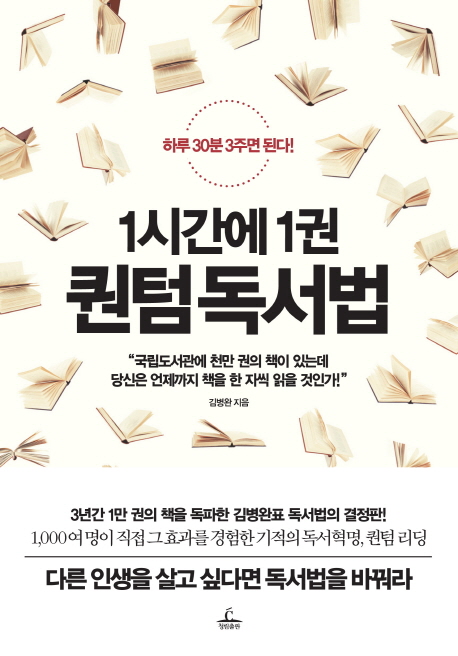 하루 30분 3주면 된다!
1시간에 1권
퀀텀 독서법
“국립도서관에 천만 권의 책이 있는데
당신은 언제까지 책을 한 자씩 읽을 것인가!”
김병완 지음
3년간 1만 권의 책을 독파한 김병완표 독서법의 결정판!
1,000여 명이 직접 그 효과를 경험한 기적의 독서혁명, 퀀텀 리딩
다른 인생을 살고 싶다면 독서법을 바꿔라
청림출판